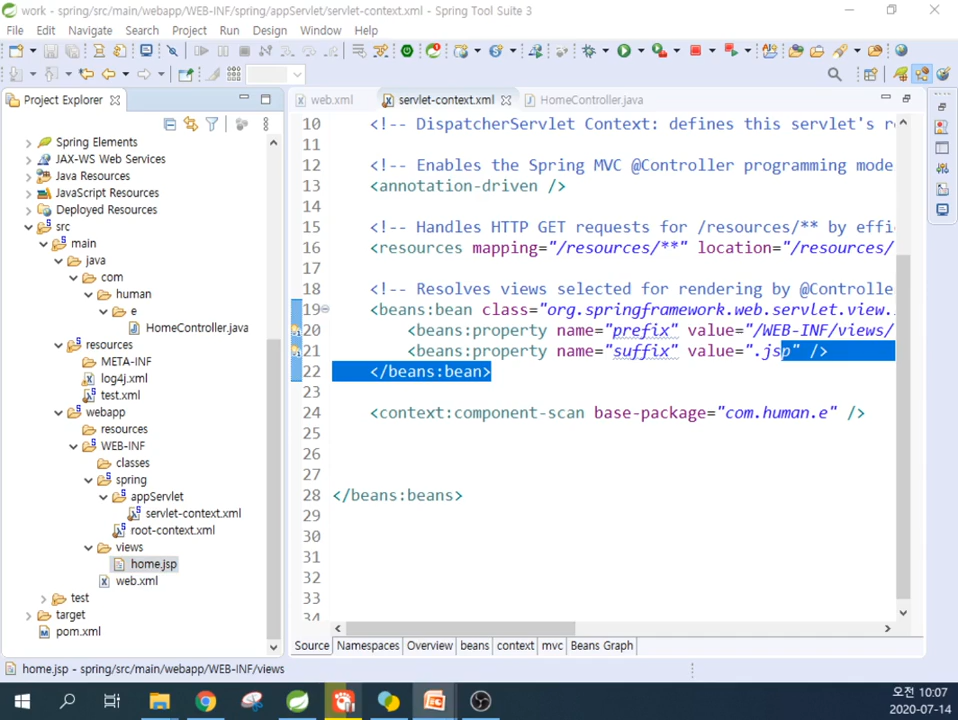 work - spring/src/main/webapp/WEB-INF/spring/appServlet/servlet-context.xml - Spring Tool Suite 3
File Edit Navigate Search Project Run Design Window Help
Project Explorer
Spring Elements
JAX-WS Web Services
Java Resources
JavaScript Resources
Deployed Resources
src
main
java
com
human
e
HomeController.java
resources
META-INF
log4j.xml
test.xml
webapp
resources
WEB-INF
classes
spring
appServlet
servlet-context.xml
root-context.xml
views
home.jsp
web.xml
test
target
pom.xml
web.xml servlet-context.xml HomeController.java
10 <!-- DispatcherServlet Context: defines this servlet's re
11
12 <!-- Enables the Spring MVC @Controller programming mode
13 <annotation-driven />
14
15 <!-- Handles HTTP GET requests for /resources/** by effi
16 <resources mapping="/resources/**" location="/resources/
17
18 <!-- Resolves views selected for rendering by @Controlle
19 <beans:bean class="org.springframework.web.servlet.view.
20 <beans:property name="prefix" value="/WEB-INF/views/
21 <beans:property name="suffix" value=".jsp" />
22 </beans:bean>
23
24 <context:component-scan base-package="com.human.e" />
25
26
27
28 </beans:beans>
29
30
31
32
33
34
Source Namespaces Overview beans context mvc Beans Graph
home.jsp - spring/src/main/webapp/WEB-INF/views
오전 10:07
2020-07-14